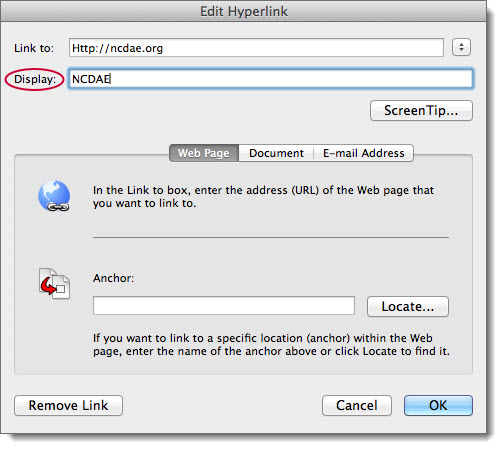 Edit Hyperlink
Link to: Http://ncdae.org
Display: NCDAE
ScreenTip...
Web Page Document E-mail Address
In the Link to box, enter the address (URL) of the Web page that
you want to link to.
Anchor:
Locate...
If you want to link to a specific location (anchor) within the Web
page, enter the name of the anchor above or click Locate to find it.
Remove Link Cancel OK